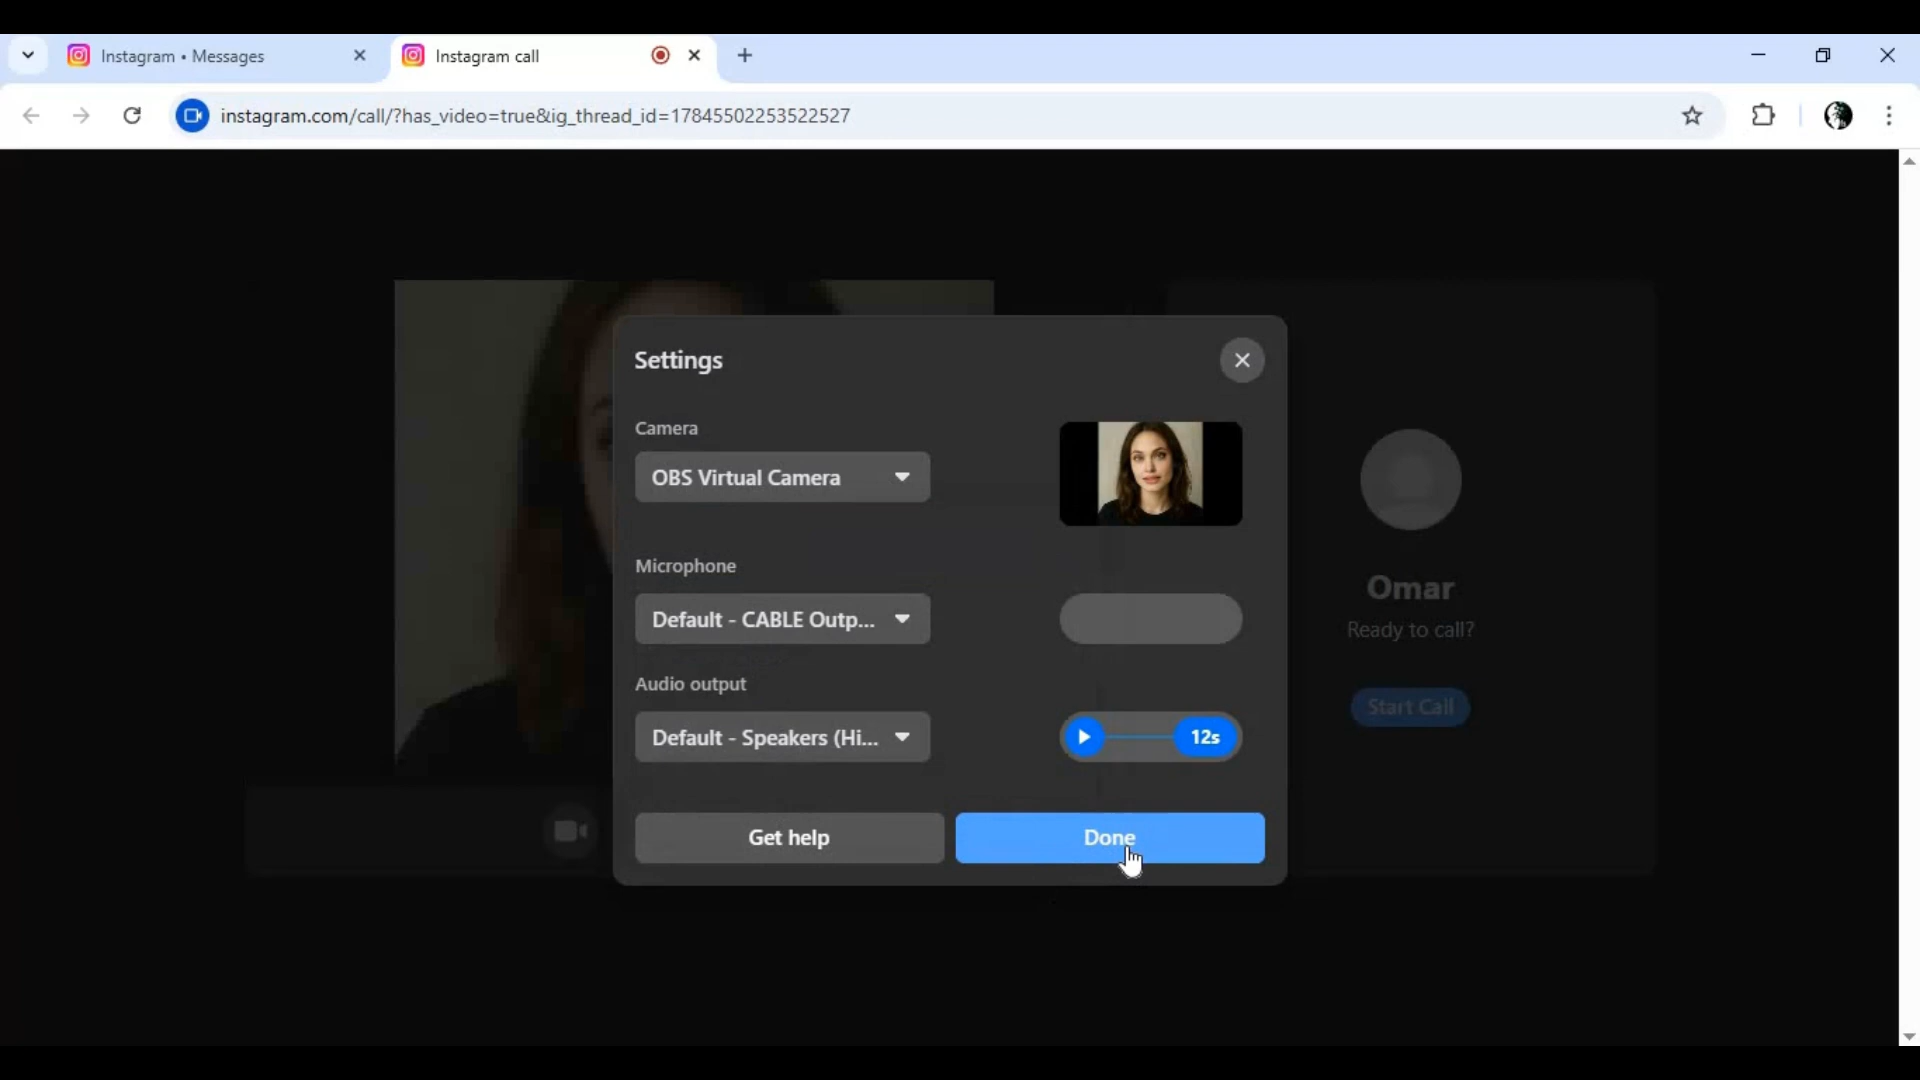 Instagram • Messages
Instagram call
instagram.com/call/?has_video=true&ig_thread_id=17845502253522527
Settings
Camera
OBS Virtual Camera
Microphone
Default - CABLE Outp...
Audio output
Default - Speakers (Hi...
12s
Get help
Done
Omar
Ready to call?
Start Call